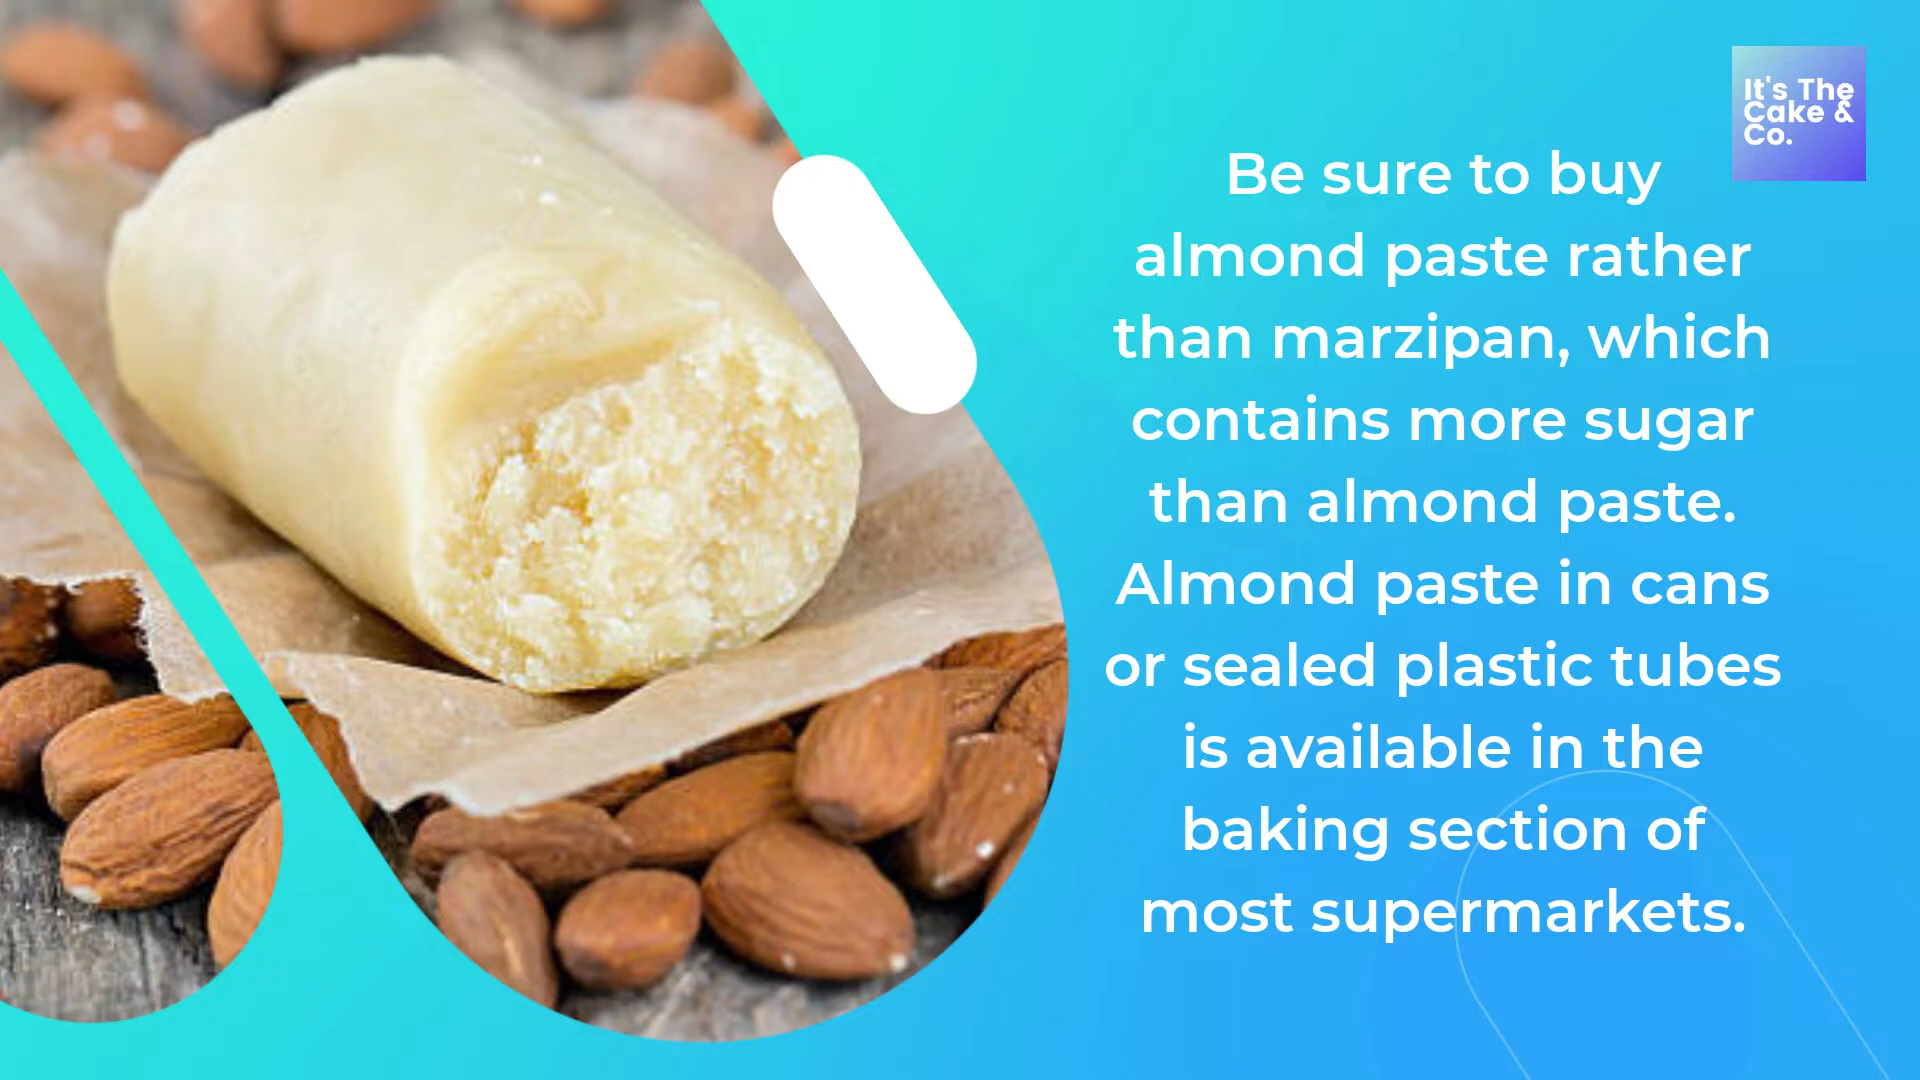 It's The
Cake &
Co.
Be sure to buy
almond paste rather
than marzipan, which
contains more sugar
than almond paste.
Almond paste in cans
or sealed plastic tubes
is available in the
baking section of
most supermarkets.